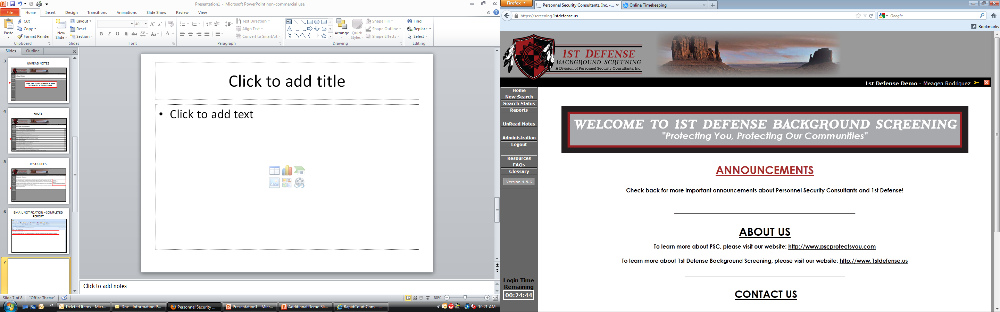 Presentation1 - Microsoft PowerPoint non-commercial use
File Home Insert Design Transitions Animations Slide Show Review View
Paste
Cut
Copy
Format Painter
Clipboard
New Slide
Layout
Reset
Section
Slides
40
B I U S abc AV Aa A
Font
Text Direction
Align Text
Convert to SmartArt
Paragraph
Arrange
Quick Styles
Shape Fill
Shape Outline
Shape Effects
Drawing
Find
Replace
Select
Editing
Slides Outline
3
UNREAD NOTES
4
FAQ'S
5
RESOURCES
6
EMAIL NOTIFICATION – COMPLETED
REPORT
7
Click to add title
• Click to add text
Click to add notes
Slide 7 of 8 "Office Theme" 88%
Deleted Items - Micr...
Doe - Information P...
Personnel Security ...
Presentation1 - Micr...
Additional Demo Sli...
RapidCourt.Com - ...
10:21 AM
Firefox
Personnel Security Consultants, Inc. -...
Online Timekeeping
https://screening.1stdefense.us
Google
Bookmarks
1ST DEFENSE
BACKGROUND SCREENING
A Division of Personnel Security Consultants, Inc.
1st Defense Demo - Meagen Rodriguez
Home
New Search
Search Status
Reports
UnRead Notes
Administration
Logout
Resources
FAQs
Glossary
Version 4.5.6
Login Time
Remaining
00:24:44
WELCOME TO 1ST DEFENSE BACKGROUND SCREENING
"Protecting You, Protecting Our Communities"
ANNOUNCEMENTS
Check back for more important announcements about Personnel Security Consultants and 1st Defense!
ABOUT US
To learn more about PSC, please visit our website: http://www.pscprotectsyou.com
To learn more about 1st Defense Background Screening, please visit our website: http://www.1stdefense.us
CONTACT US